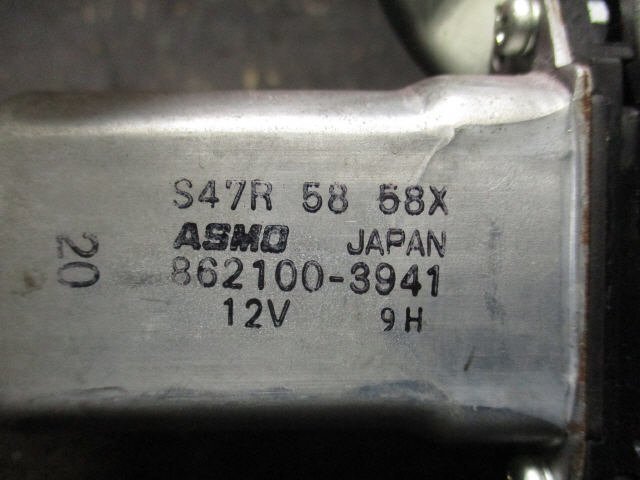 S47R 58 58X
ASMO JAPAN
862100-3941
12V 9H
20